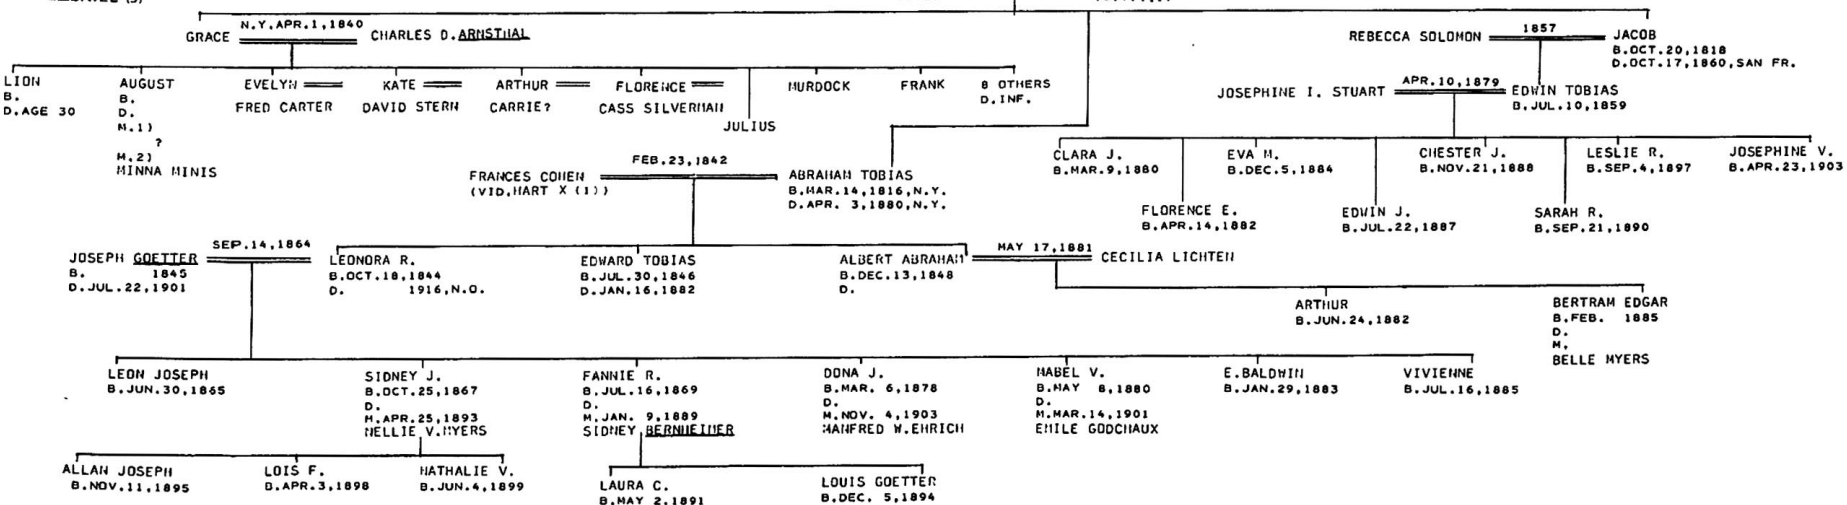 N.Y.APR.1,1840
GRACE
CHARLES D.ARNSTHAL
1857
REBECCA SOLOMON
JACOB
B.OCT.20,1818
D.OCT.17,1860,SAN FR.
LION
B.
D.AGE 30
AUGUST
B.
D.
M.1)
?
M.2)
MINNA MINIS
EVELYN
FRED CARTER
KATE
DAVID STERN
ARTHUR
CARRIE?
FLORENCE
CASS SILVERMAN
JULIUS
MURDOCK
FRANK
8 OTHERS
D.INF.
APR.10,1879
JOSEPHINE I. STUART
EDWIN TOBIAS
B.JUL.10,1859
CLARA J.
B.MAR.9,1880
EVA M.
B.DEC.5,1884
CHESTER J.
B.NOV.21,1888
LESLIE R.
B.SEP.4,1897
JOSEPHINE V.
B.APR.23,1903
FLORENCE E.
B.APR.14,1882
EDWIN J.
B.JUL.22,1887
SARAH R.
B.SEP.21,1890
FEB.23,1842
FRANCES COHEN
(VID.HART X (1))
ABRAHAM TOBIAS
B.MAR.14,1816,N.Y.
D.APR. 3,1880,N.Y.
SEP.14,1864
JOSEPH GOETTER
B. 1845
D.JUL.22,1901
LEONORA R.
B.OCT.18,1844
D. 1916,N.O.
EDWARD TOBIAS
B.JUL.30,1846
D.JAN.16,1882
ALBERT ABRAHAM
B.DEC.13,1848
D.
MAY 17,1881
CECILIA LICHTEN
ARTHUR
B.JUN.24,1882
BERTRAM EDGAR
B.FEB. 1885
D.
M.
BELLE MYERS
LEON JOSEPH
B.JUN.30,1865
SIDNEY J.
B.OCT.25,1867
D.
M.APR.25,1893
NELLIE V.MYERS
FANNIE R.
B.JUL.16,1869
D.
M.JAN. 9,1889
SIDNEY BERNHEIMER
DONA J.
B.MAR. 6,1878
D.
M.NOV. 4,1903
MANFRED W.EHRICH
MABEL V.
B.MAY 8,1880
D.
M.MAR.14,1901
EMILE GODCHAUX
E.BALDWIN
B.JAN.29,1883
VIVIENNE
B.JUL.16,1885
ALLAN JOSEPH
B.NOV.11,1895
LOIS F.
B.APR.3,1898
NATHALIE V.
B.JUN.4,1899
LAURA C.
B.MAY 2,1891
LOUIS GOETTER
B.DEC. 5,1894